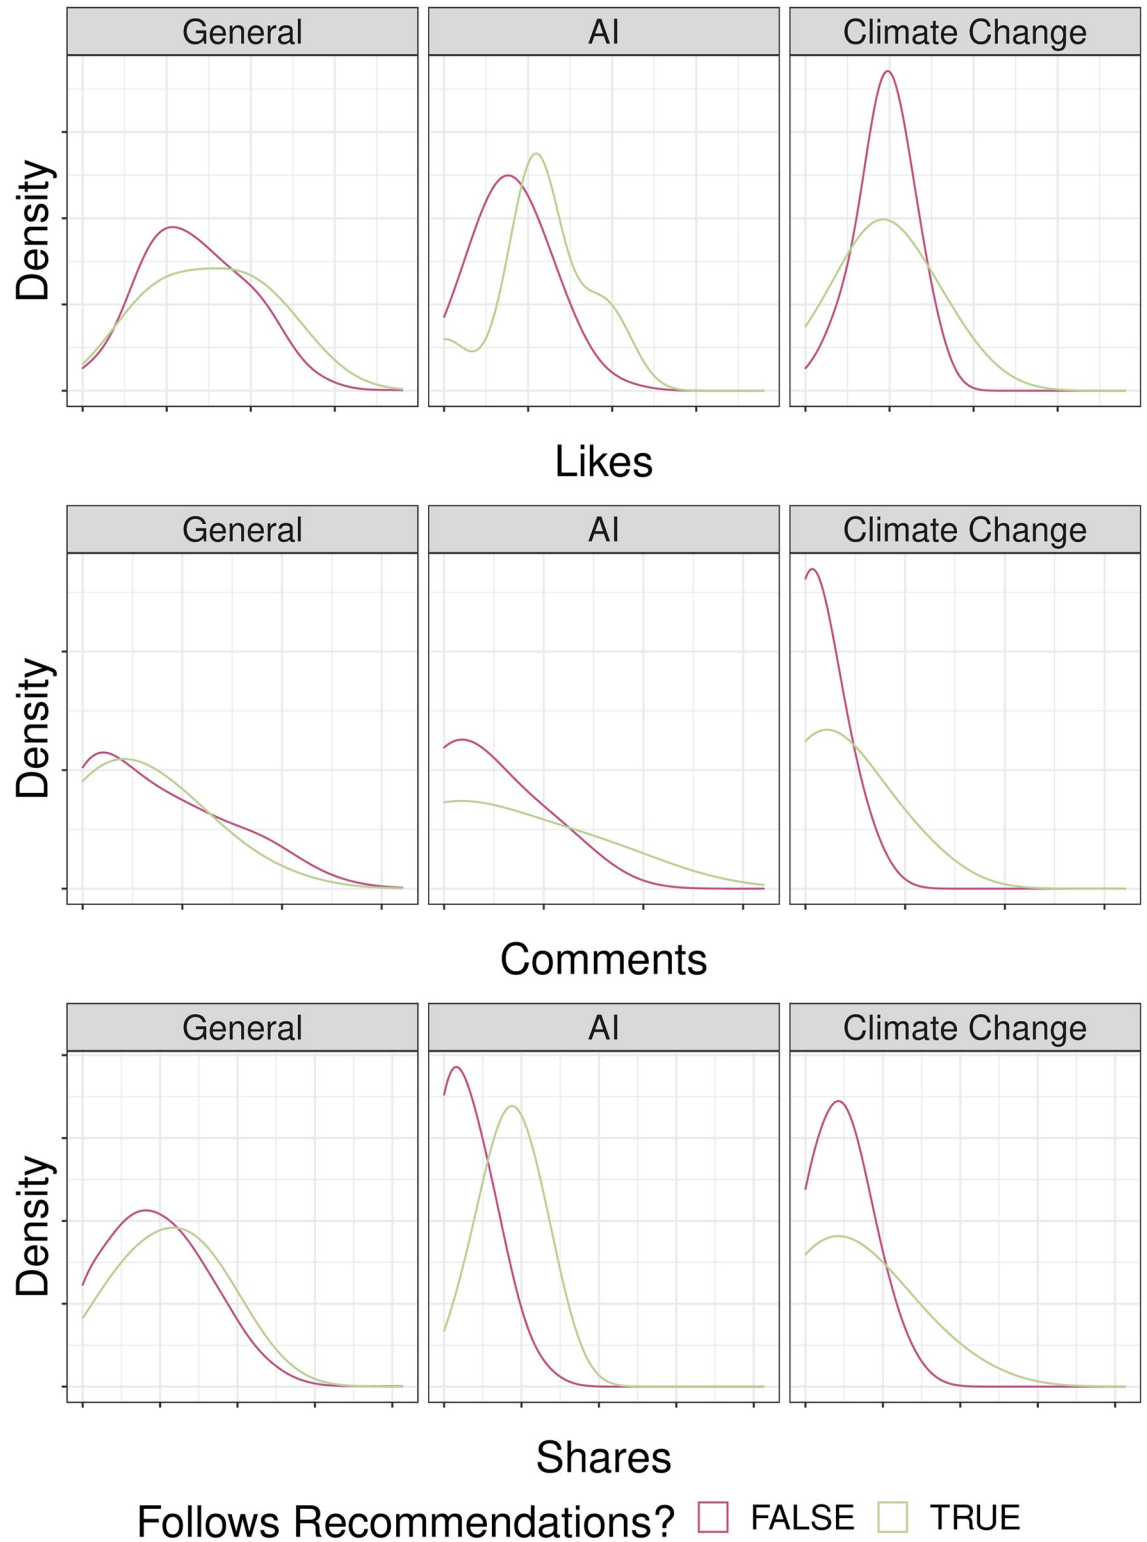 General AI Climate Change
Density
Likes
General AI Climate Change
Density
Comments
General AI Climate Change
Density
Shares
Follows Recommendations? FALSE TRUE